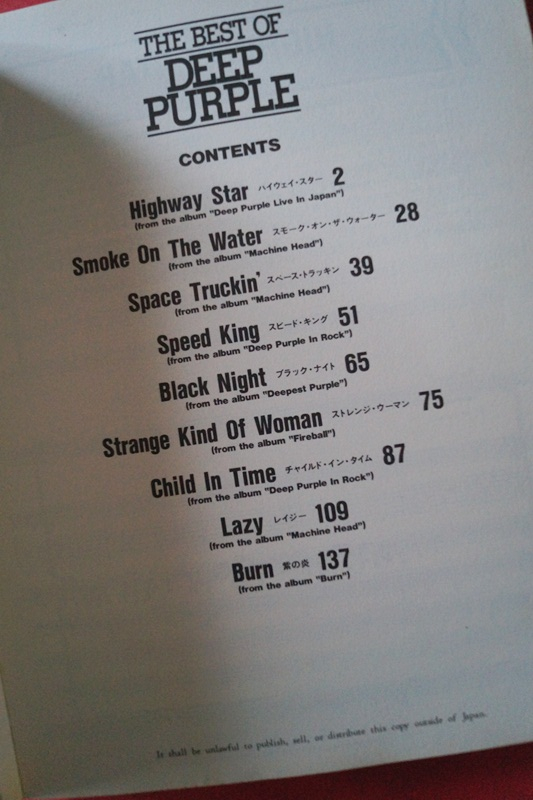 THE BEST OF
DEEP
PURPLE
CONTENTS
Highway Star ハイウェイ・スター 2
(from the album "Deep Purple Live In Japan")
Smoke On The Water スモーク・オン・ザ・ウォーター 28
(from the album "Machine Head")
Space Truckin' スペース・トラッキン 39
(from the album "Machine Head")
Speed King スピード・キング 51
(from the album "Deep Purple In Rock")
Black Night ブラック・ナイト 65
(from the album "Deepest Purple")
Strange Kind Of Woman ストレンジ・ウーマン 75
(from the album "Fireball")
Child In Time チャイルド・イン・タイム 87
(from the album "Deep Purple In Rock")
Lazy レイジー 109
(from the album "Machine Head")
Burn 紫の炎 137
(from the album "Burn")
It shall be unlawful to publish, sell, or distribute this copy outside of Japan.